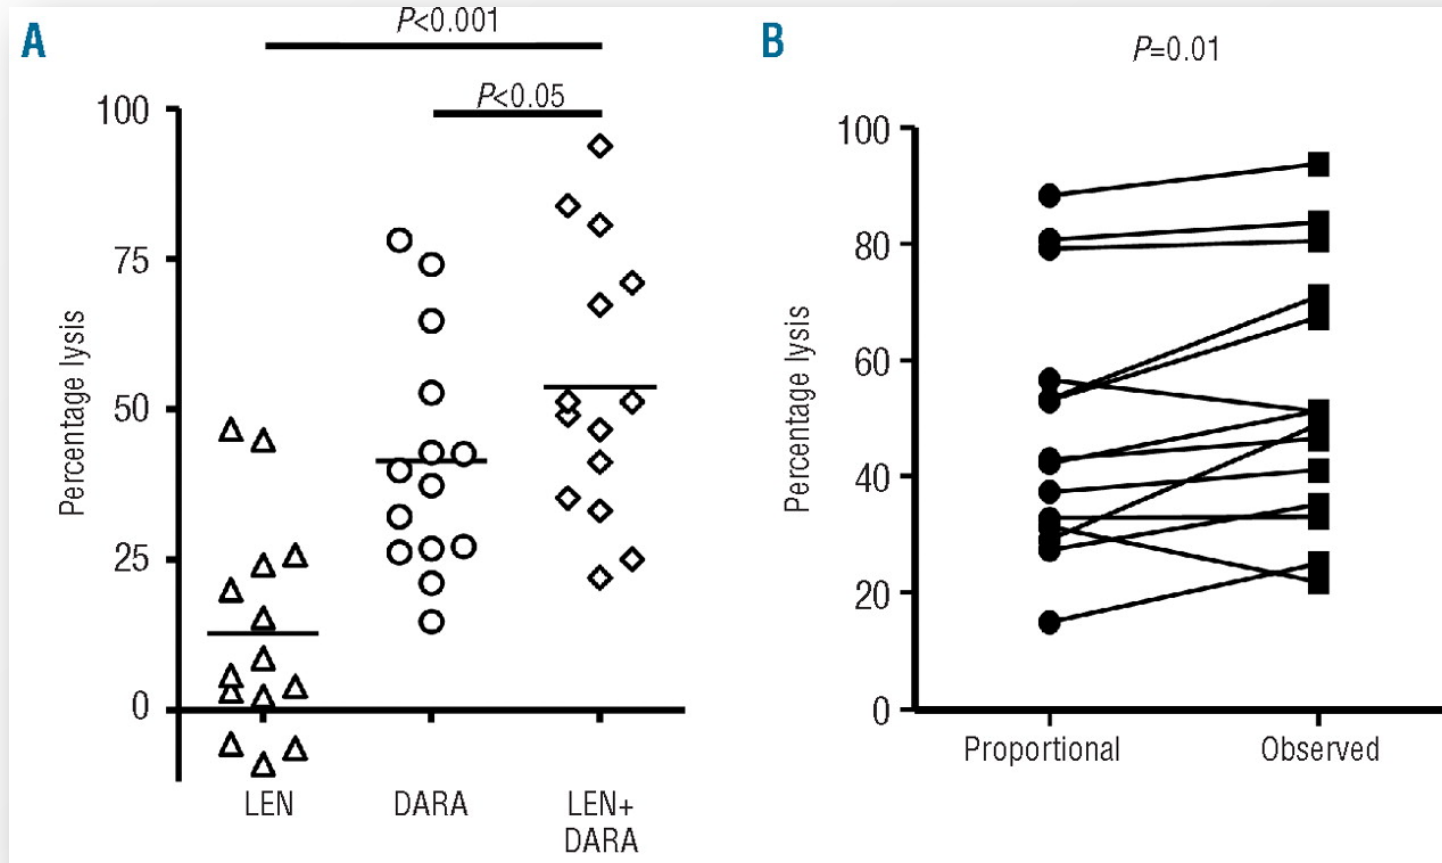 A
P<0.001
P<0.05
100
75
50
25
0
Percentage lysis
LEN
DARA
LEN+
DARA
B
P=0.01
100
80
60
40
20
0
Percentage lysis
Proportional
Observed